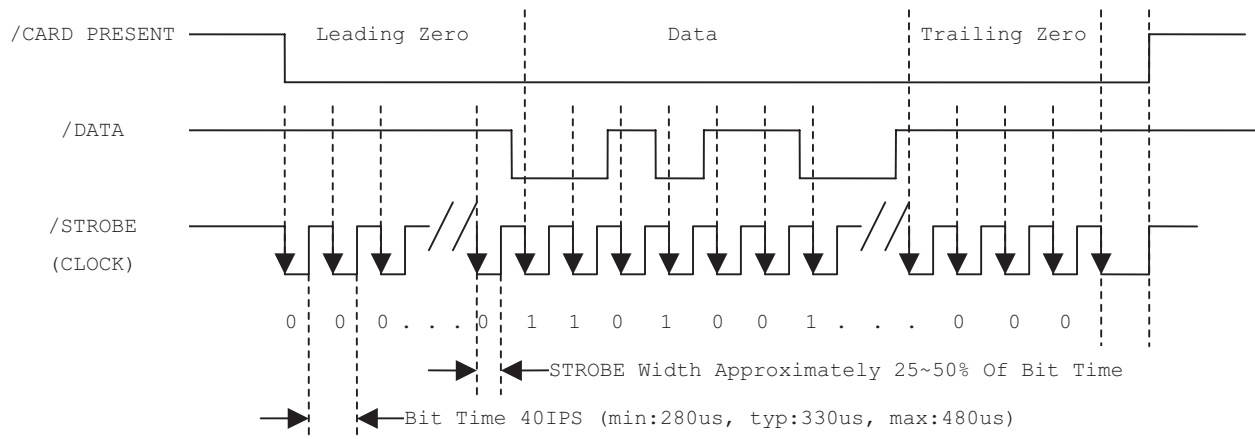 /CARD PRESENT
Leading Zero
Data
Trailing Zero
/DATA
/STROBE
(CLOCK)
0 0 0 . . . 0 1 1 0 1 0 0 1 . . . 0 0 0
STROBE Width Approximately 25~50% Of Bit Time
Bit Time 40IPS (min:280us, typ:330us, max:480us)